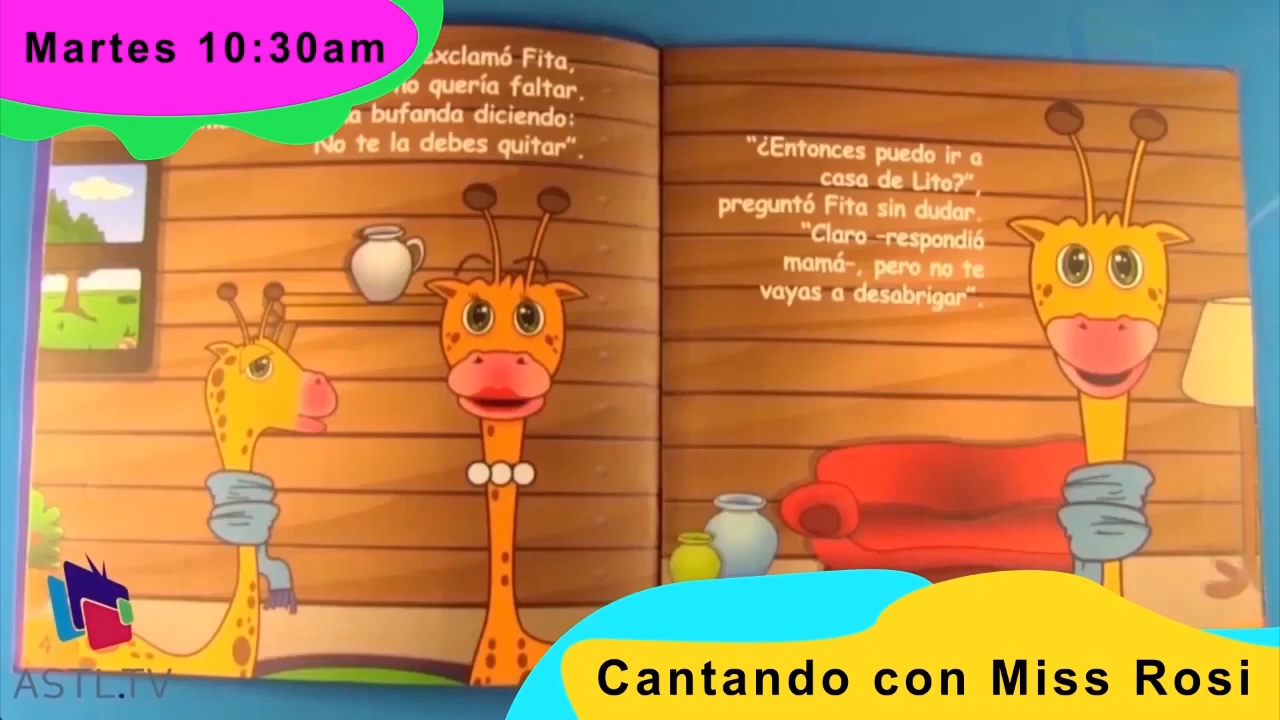 Martes 10:30am
exclamó Fita,
no quería faltar.
bufanda diciendo:
"No te la debes quitar".
"¿Entonces puedo ir a
casa de Lito?",
preguntó Fita sin dudar.
"Claro –respondió
mamá–, pero no te
vayas a desabrigar".
4
ASTL.TV
Cantando con Miss Rosi